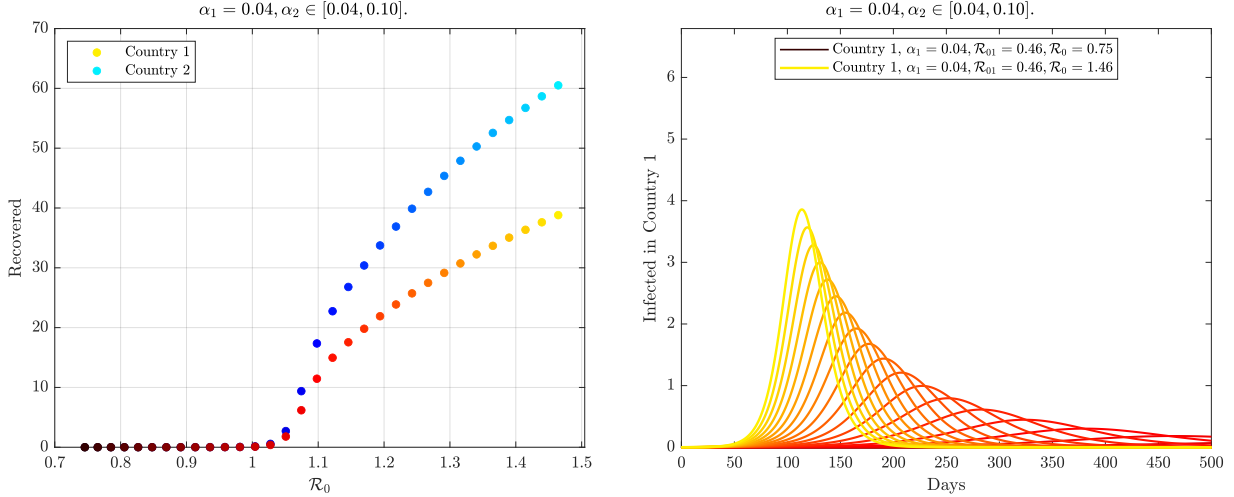 α₁ = 0.04, α₂ ∈ [0.04, 0.10].
70
60
50
40
30
20
10
0
Recovered
Country 1
Country 2
0.7 0.8 0.9 1 1.1 1.2 1.3 1.4 1.5
ℛ₀
α₁ = 0.04, α₂ ∈ [0.04, 0.10].
6
5
4
3
2
1
0
Infected in Country 1
Country 1, α₁ = 0.04, ℛ₀₁ = 0.46, ℛ₀ = 0.75
Country 1, α₁ = 0.04, ℛ₀₁ = 0.46, ℛ₀ = 1.46
0 50 100 150 200 250 300 350 400 450 500
Days